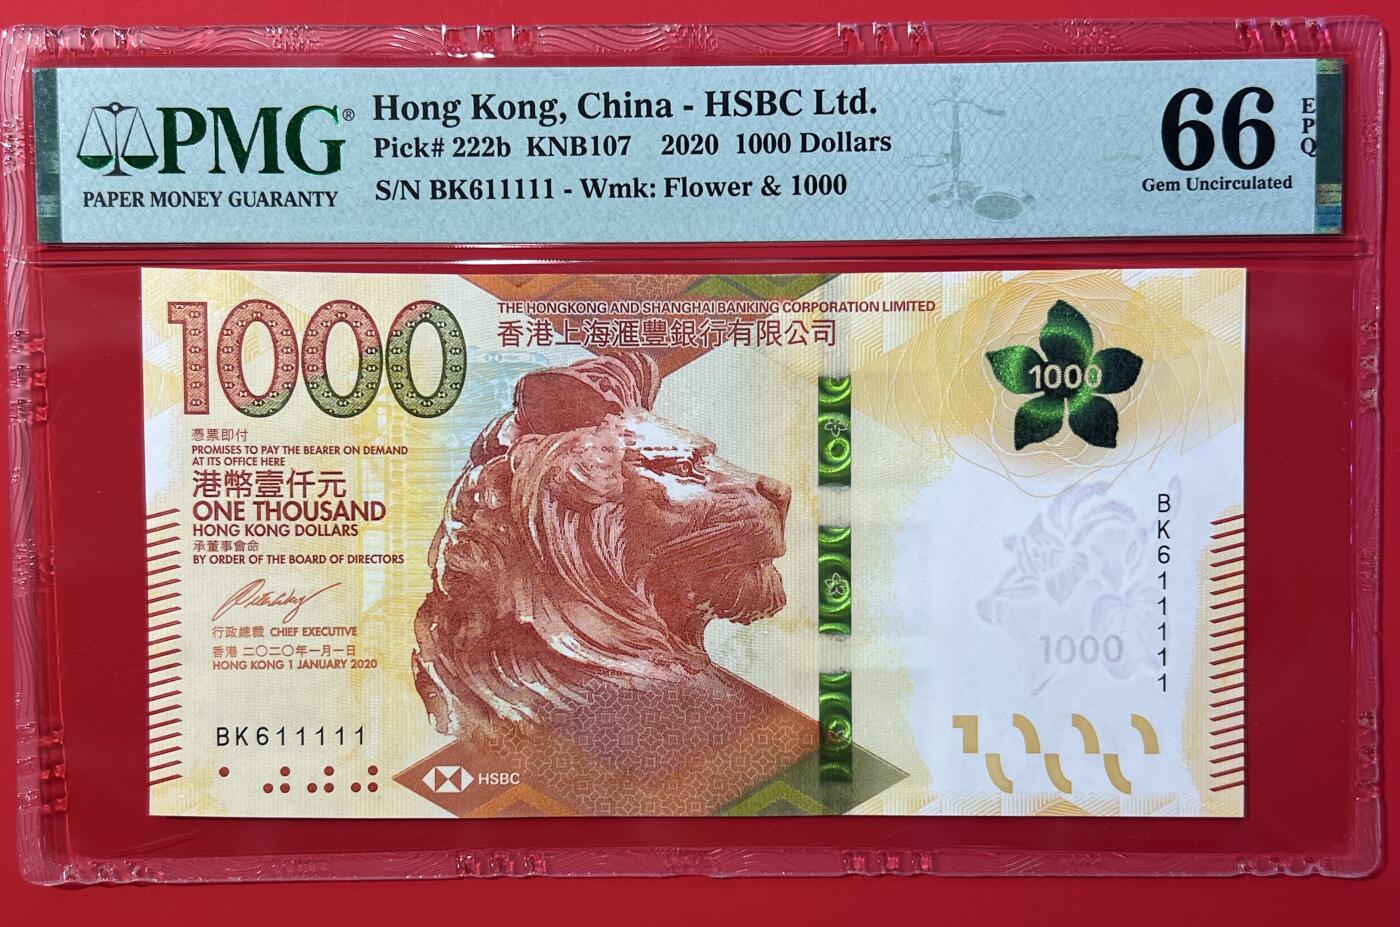 PMG®
PAPER MONEY GUARANTY
Hong Kong, China - HSBC Ltd.
Pick# 222b KNB107 2020 1000 Dollars
S/N BK611111 - Wmk: Flower & 1000
66
EPQ
Gem Uncirculated
1000
THE HONGKONG AND SHANGHAI BANKING CORPORATION LIMITED
香港上海滙豐銀行有限公司
1000
憑票即付
PROMISES TO PAY THE BEARER ON DEMAND
AT ITS OFFICE HERE
港幣壹仟元
ONE THOUSAND
HONG KONG DOLLARS
承董事會命
BY ORDER OF THE BOARD OF DIRECTORS
行政總裁 CHIEF EXECUTIVE
香港 二〇二〇年一月一日
HONG KONG 1 JANUARY 2020
BK611111
HSBC
BK611111
1000
1000